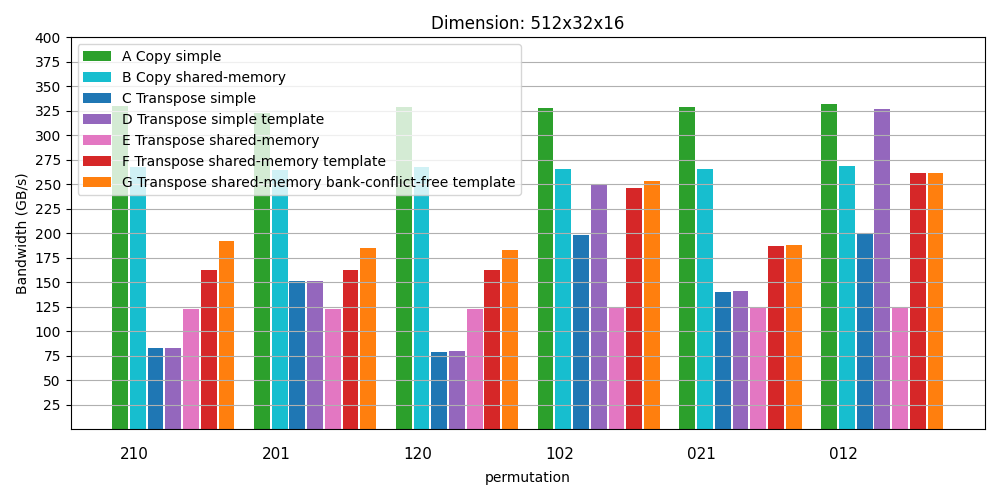 Dimension: 512x32x16
400
375
350
325
300
275
250
225
200
175
150
125
100
75
50
25
Bandwidth (GB/s)
A Copy simple
B Copy shared-memory
C Transpose simple
D Transpose simple template
E Transpose shared-memory
F Transpose shared-memory template
G Transpose shared-memory bank-conflict-free template
210 201 120 102 021 012
permutation